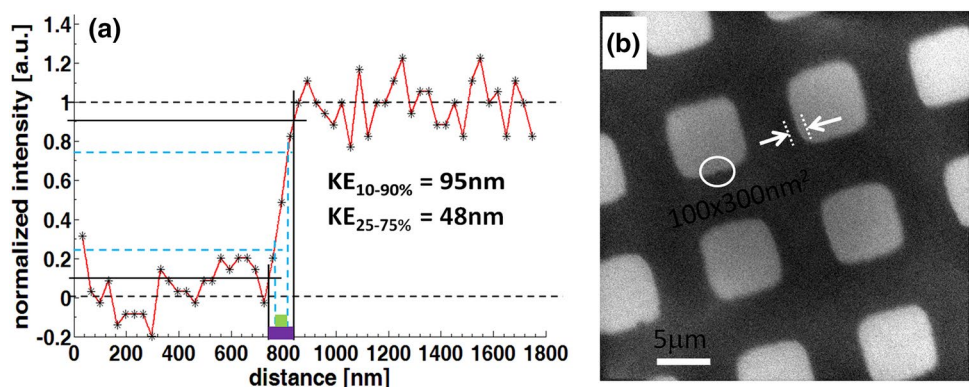 (a)
normalized intensity [a.u.]
1.4
1.2
1
0.8
0.6
0.4
0.2
0
-0.2
0 200 400 600 800 1000 1200 1400 1600 1800
distance [nm]
KE10-90% = 95nm
KE25-75% = 48nm
(b)
100x300nm²
5μm